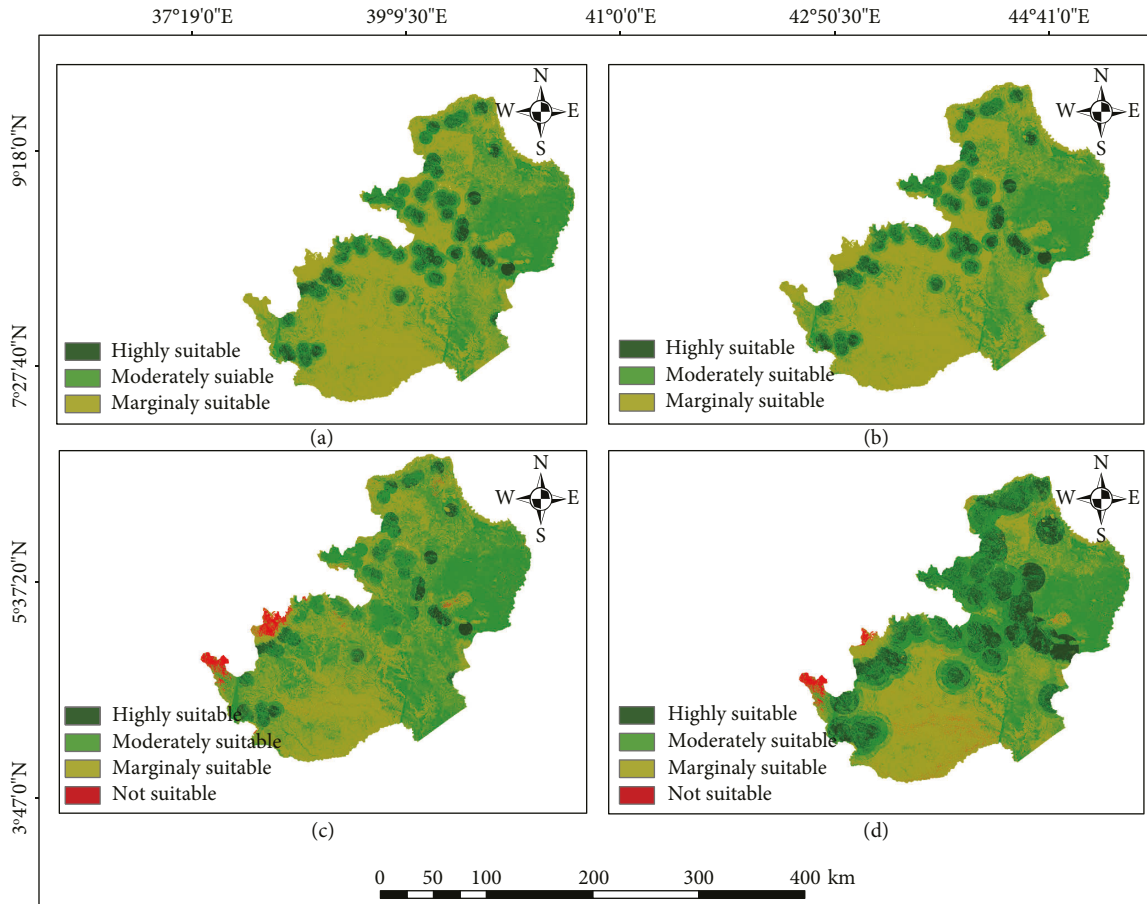 37°19'0"E 39°9'30"E 41°0'0"E 42°50'30"E 44°41'0"E
9°18'0"N
7°27'40"N
5°37'20"N
3°47'0"N
N
W E
S
Highly suitable
Moderately suiable
Marginaly suitable
(a)
N
W E
S
Highly suitable
Moderately suitable
Marginaly suitable
(b)
N
W E
S
Highly suitable
Moderately suitable
Marginaly suitable
Not suitable
(c)
N
W E
S
Highly suitable
Moderately suitable
Marginaly suitable
Not suitable
(d)
0 50 100 200 300 400 km